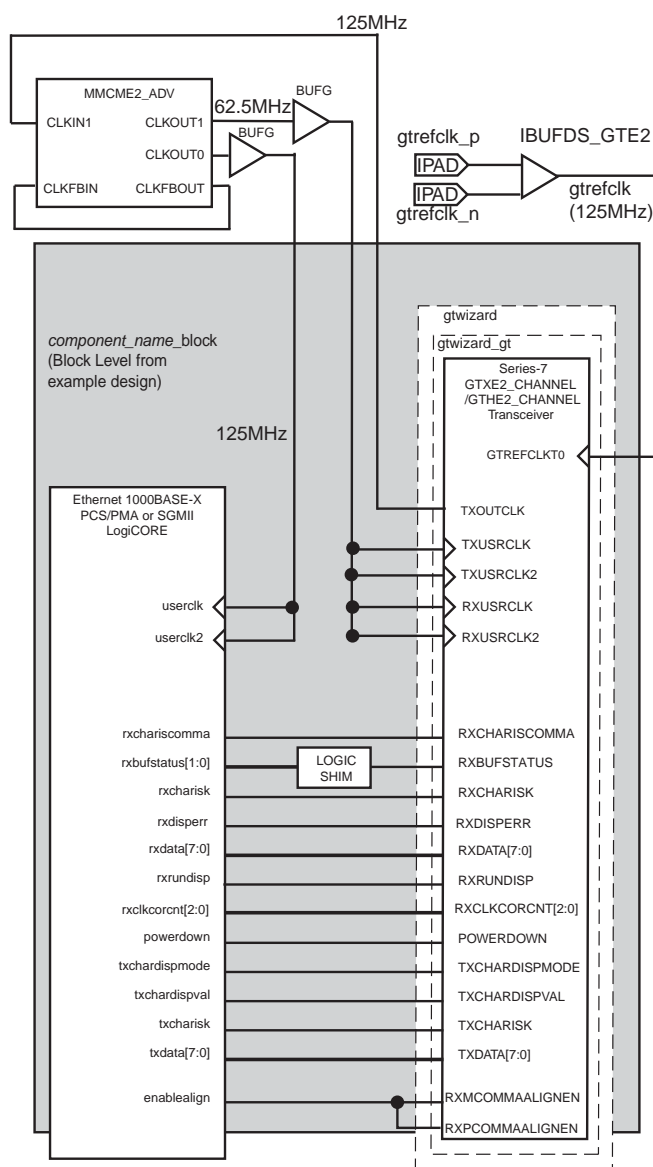 125MHz
MMCME2_ADV
CLKIN1
CLKOUT1
62.5MHz
BUFG
CLKOUT0
BUFG
CLKFBIN
CLKFBOUT
gtrefclk_p
IBUFDS_GTE2
IPAD
IPAD
gtrefclk_n
gtrefclk
(125MHz)
component_name_block
(Block Level from
example design)
125MHz
gtwizard
gtwizard_gt
Series-7
GTXE2_CHANNEL
/GTHE2_CHANNEL
Transceiver
GTREFCLKT0
TXOUTCLK
TXUSRCLK
TXUSRCLK2
RXUSRCLK
RXUSRCLK2
Ethernet 1000BASE-X
PCS/PMA or SGMII
LogiCORE
userclk
userclk2
rxchariscomma
RXCHARISCOMMA
rxbufstatus[1:0]
LOGIC
SHIM
RXBUFSTATUS
rxcharisk
RXCHARISK
rxdisperr
RXDISPERR
rxdata[7:0]
RXDATA[7:0]
rxrundisp
RXRUNDISP
rxclkcorcnt[2:0]
RXCLKCORCNT[2:0]
powerdown
POWERDOWN
txchardispmode
TXCHARDISPMODE
txchardispval
TXCHARDISPVAL
txcharisk
TXCHARISK
txdata[7:0]
TXDATA[7:0]
enablealign
RXMCOMMAALIGNEN
RXPCOMMAALIGNEN